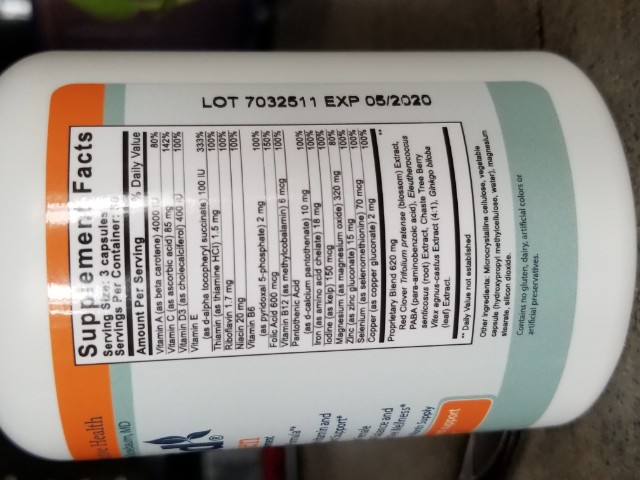 LOT 7032511 EXP 05/2020
Supplement Facts
Serving Size: 3 capsules
Servings Per Container:
Amount Per Serving % Daily Value
Vitamin A (as beta carotene) 4000 IU 80%
Vitamin C (as ascorbic acid) 85 mg 142%
Vitamin D3 (as cholecalciferol) 400 IU 100%
Vitamin E
(as d-alpha tocopheryl succinate) 100 IU 333%
Thiamin (as thiamine HCl) 1.5 mg 100%
Riboflavin 1.7 mg 100%
Niacin 20 mg 100%
Vitamin B6
(as pyridoxal 5-phosphate) 2 mg 100%
Folic Acid 600 mcg 150%
Vitamin B12 (as methylcobalamin) 6 mcg 100%
Pantothenic Acid
(as d-calcium pantothenate) 10 mg 100%
Iron (as amino acid chelate) 18 mg 100%
Iodine (as kelp) 150 mcg 100%
Magnesium (as magnesium oxide) 320 mg 80%
Zinc (as zinc gluconate) 15 mg 100%
Selenium (as selenomethionine) 70 mcg 100%
Copper (as copper gluconate) 2 mg 100%
Proprietary Blend 620 mg **
Red Clover Trifolium pratense (blossom) Extract,
PABA (para-aminobenzoic acid), Eleutherococcus
senticosus (root) Extract, Chaste Tree Berry
Vitex agnus-castus Extract (4:1), Ginkgo biloba
(leaf) Extract.
** Daily Value not established
Other Ingredients: Microcrystalline cellulose, vegetable
capsule (hydroxypropyl methylcellulose, water), magnesium
stearate, silicon dioxide.
Contains no gluten, dairy, artificial colors or
artificial preservatives.
Health
MD
and
Support*
and
Wellness*
Supply
Support